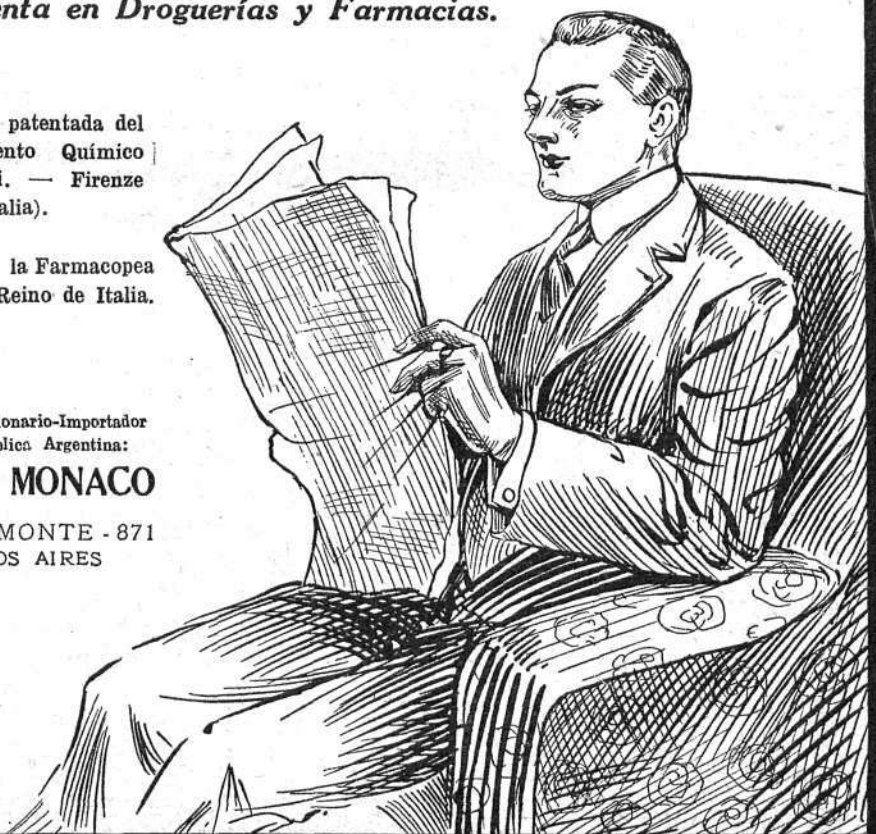 enta en Droguerías y Farmacias.
patentada del
ento Químico
i. — Firenze
alia).
la Farmacopea
Reino de Italia.
ionario-Importador
blica Argentina:
MONACO
MONTE - 871
OS AIRES